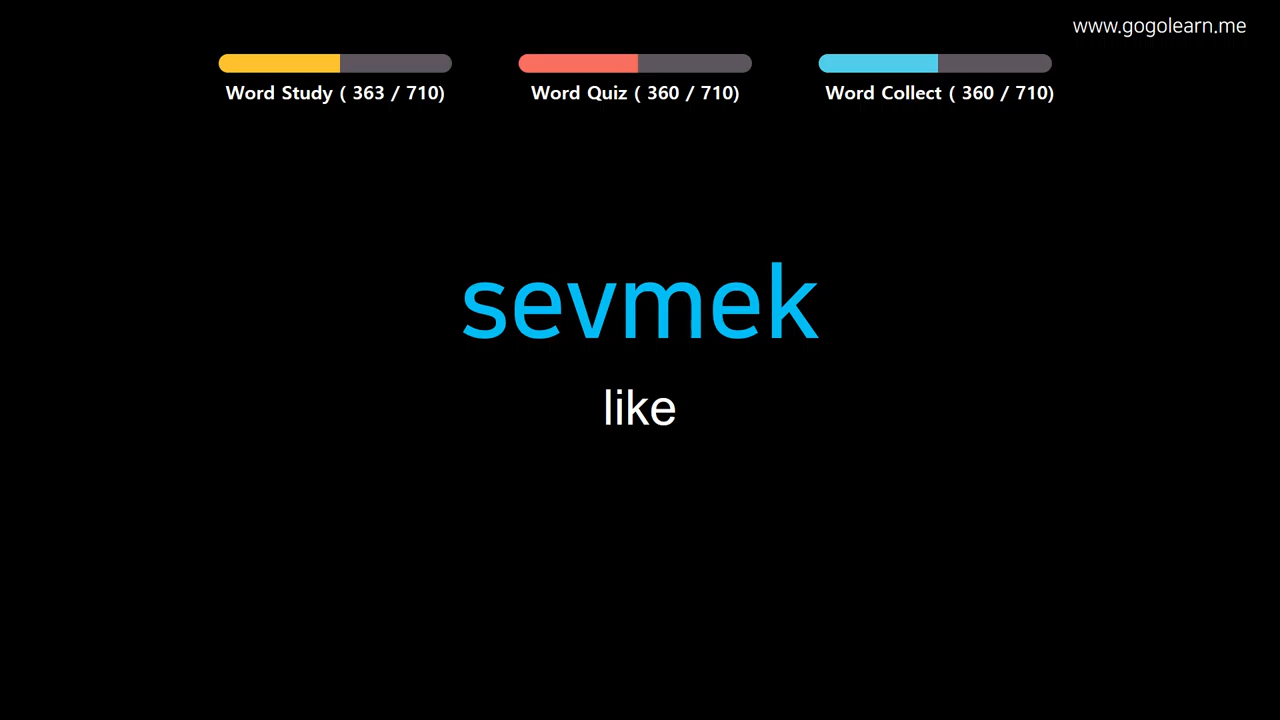 www.gogolearn.me
Word Study ( 363 / 710)
Word Quiz ( 360 / 710)
Word Collect ( 360 / 710)
sevmek
like